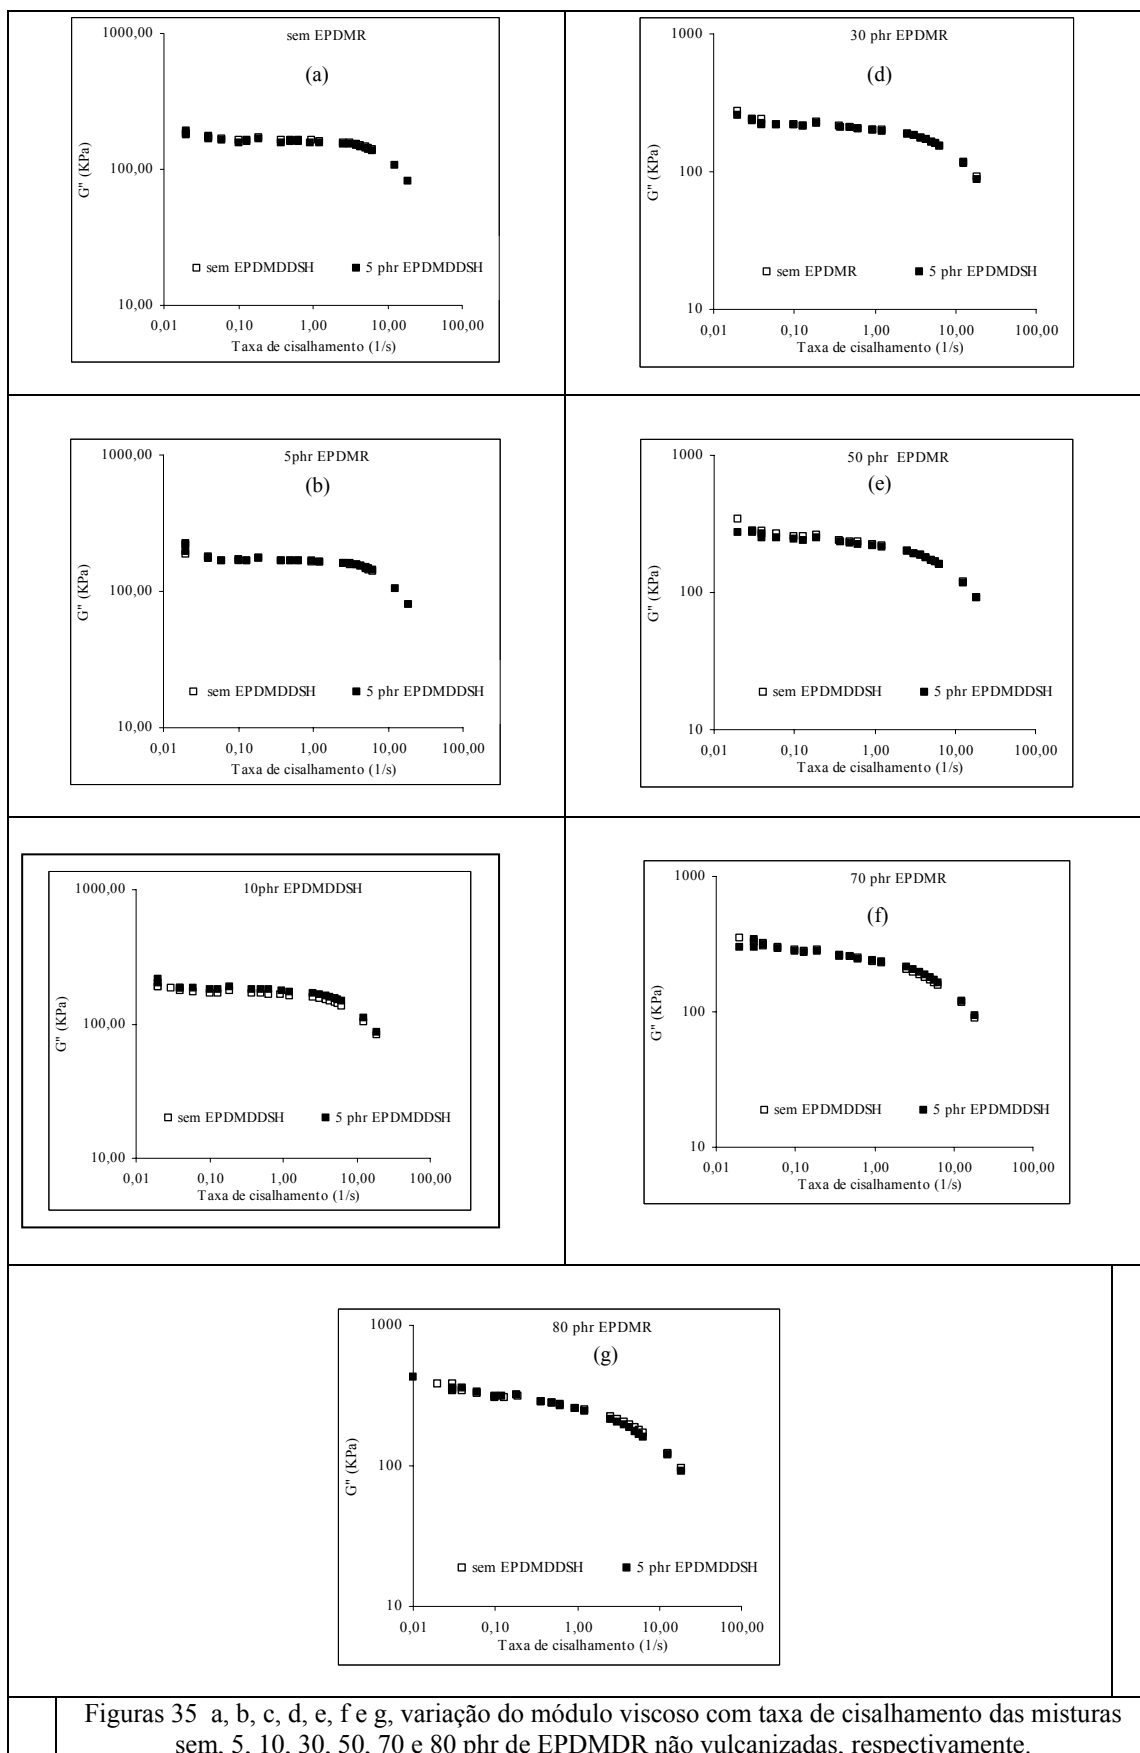 sem EPDMR
(a)
1000,00
100,00
10,00
G" (KPa)
sem EPDMDDSH
5 phr EPDMDDSH
0,01 0,10 1,00 10,00 100,00
Taxa de cisalhamento (1/s)
30 phr EPDMR
(d)
1000
100
10
G" (KPa)
sem EPDMR
5 phr EPDMDSH
0,01 0,10 1,00 10,00 100,00
Taxa de cisalhamento (1/s)
5phr EPDMR
(b)
1000,00
100,00
10,00
G" (KPa)
sem EPDMDDSH
5 phr EPDMDDSH
0,01 0,10 1,00 10,00 100,00
Taxa de cisalhamento (1/s)
50 phr EPDMR
(e)
1000
100
10
G" (KPa)
sem EPDMDDSH
5 phr EPDMDDSH
0,01 0,10 1,00 10,00 100,00
Taxa de cisalhamento (1/s)
10phr EPDMDDSH
1000,00
100,00
10,00
G" (KPa)
sem EPDMDDSH
5 phr EPDMDDSH
0,01 0,10 1,00 10,00 100,00
Taxa de cisalhamento (1/s)
70 phr EPDMR
(f)
1000
100
10
G" (KPa)
sem EPDMDDSH
5 phr EPDMDDSH
0,01 0,10 1,00 10,00 100,00
Taxa de cisalhamento (1/s)
80 phr EPDMR
(g)
1000
100
10
G" (KPa)
sem EPDMDDSH
5 phr EPDMDDSH
0,01 0,10 1,00 10,00 100,00
Taxa de cisalhamento (1/s)
Figuras 35 a, b, c, d, e, f e g, variação do módulo viscoso com taxa de cisalhamento das misturas
sem, 5, 10, 30, 50, 70 e 80 phr de EPDMDR não vulcanizadas, respectivamente.